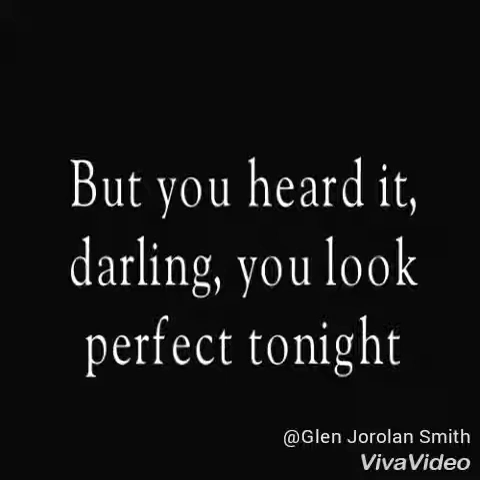 But you heard it,
darling, you look
perfect tonight
@Glen Jorolan Smith
VivaVideo